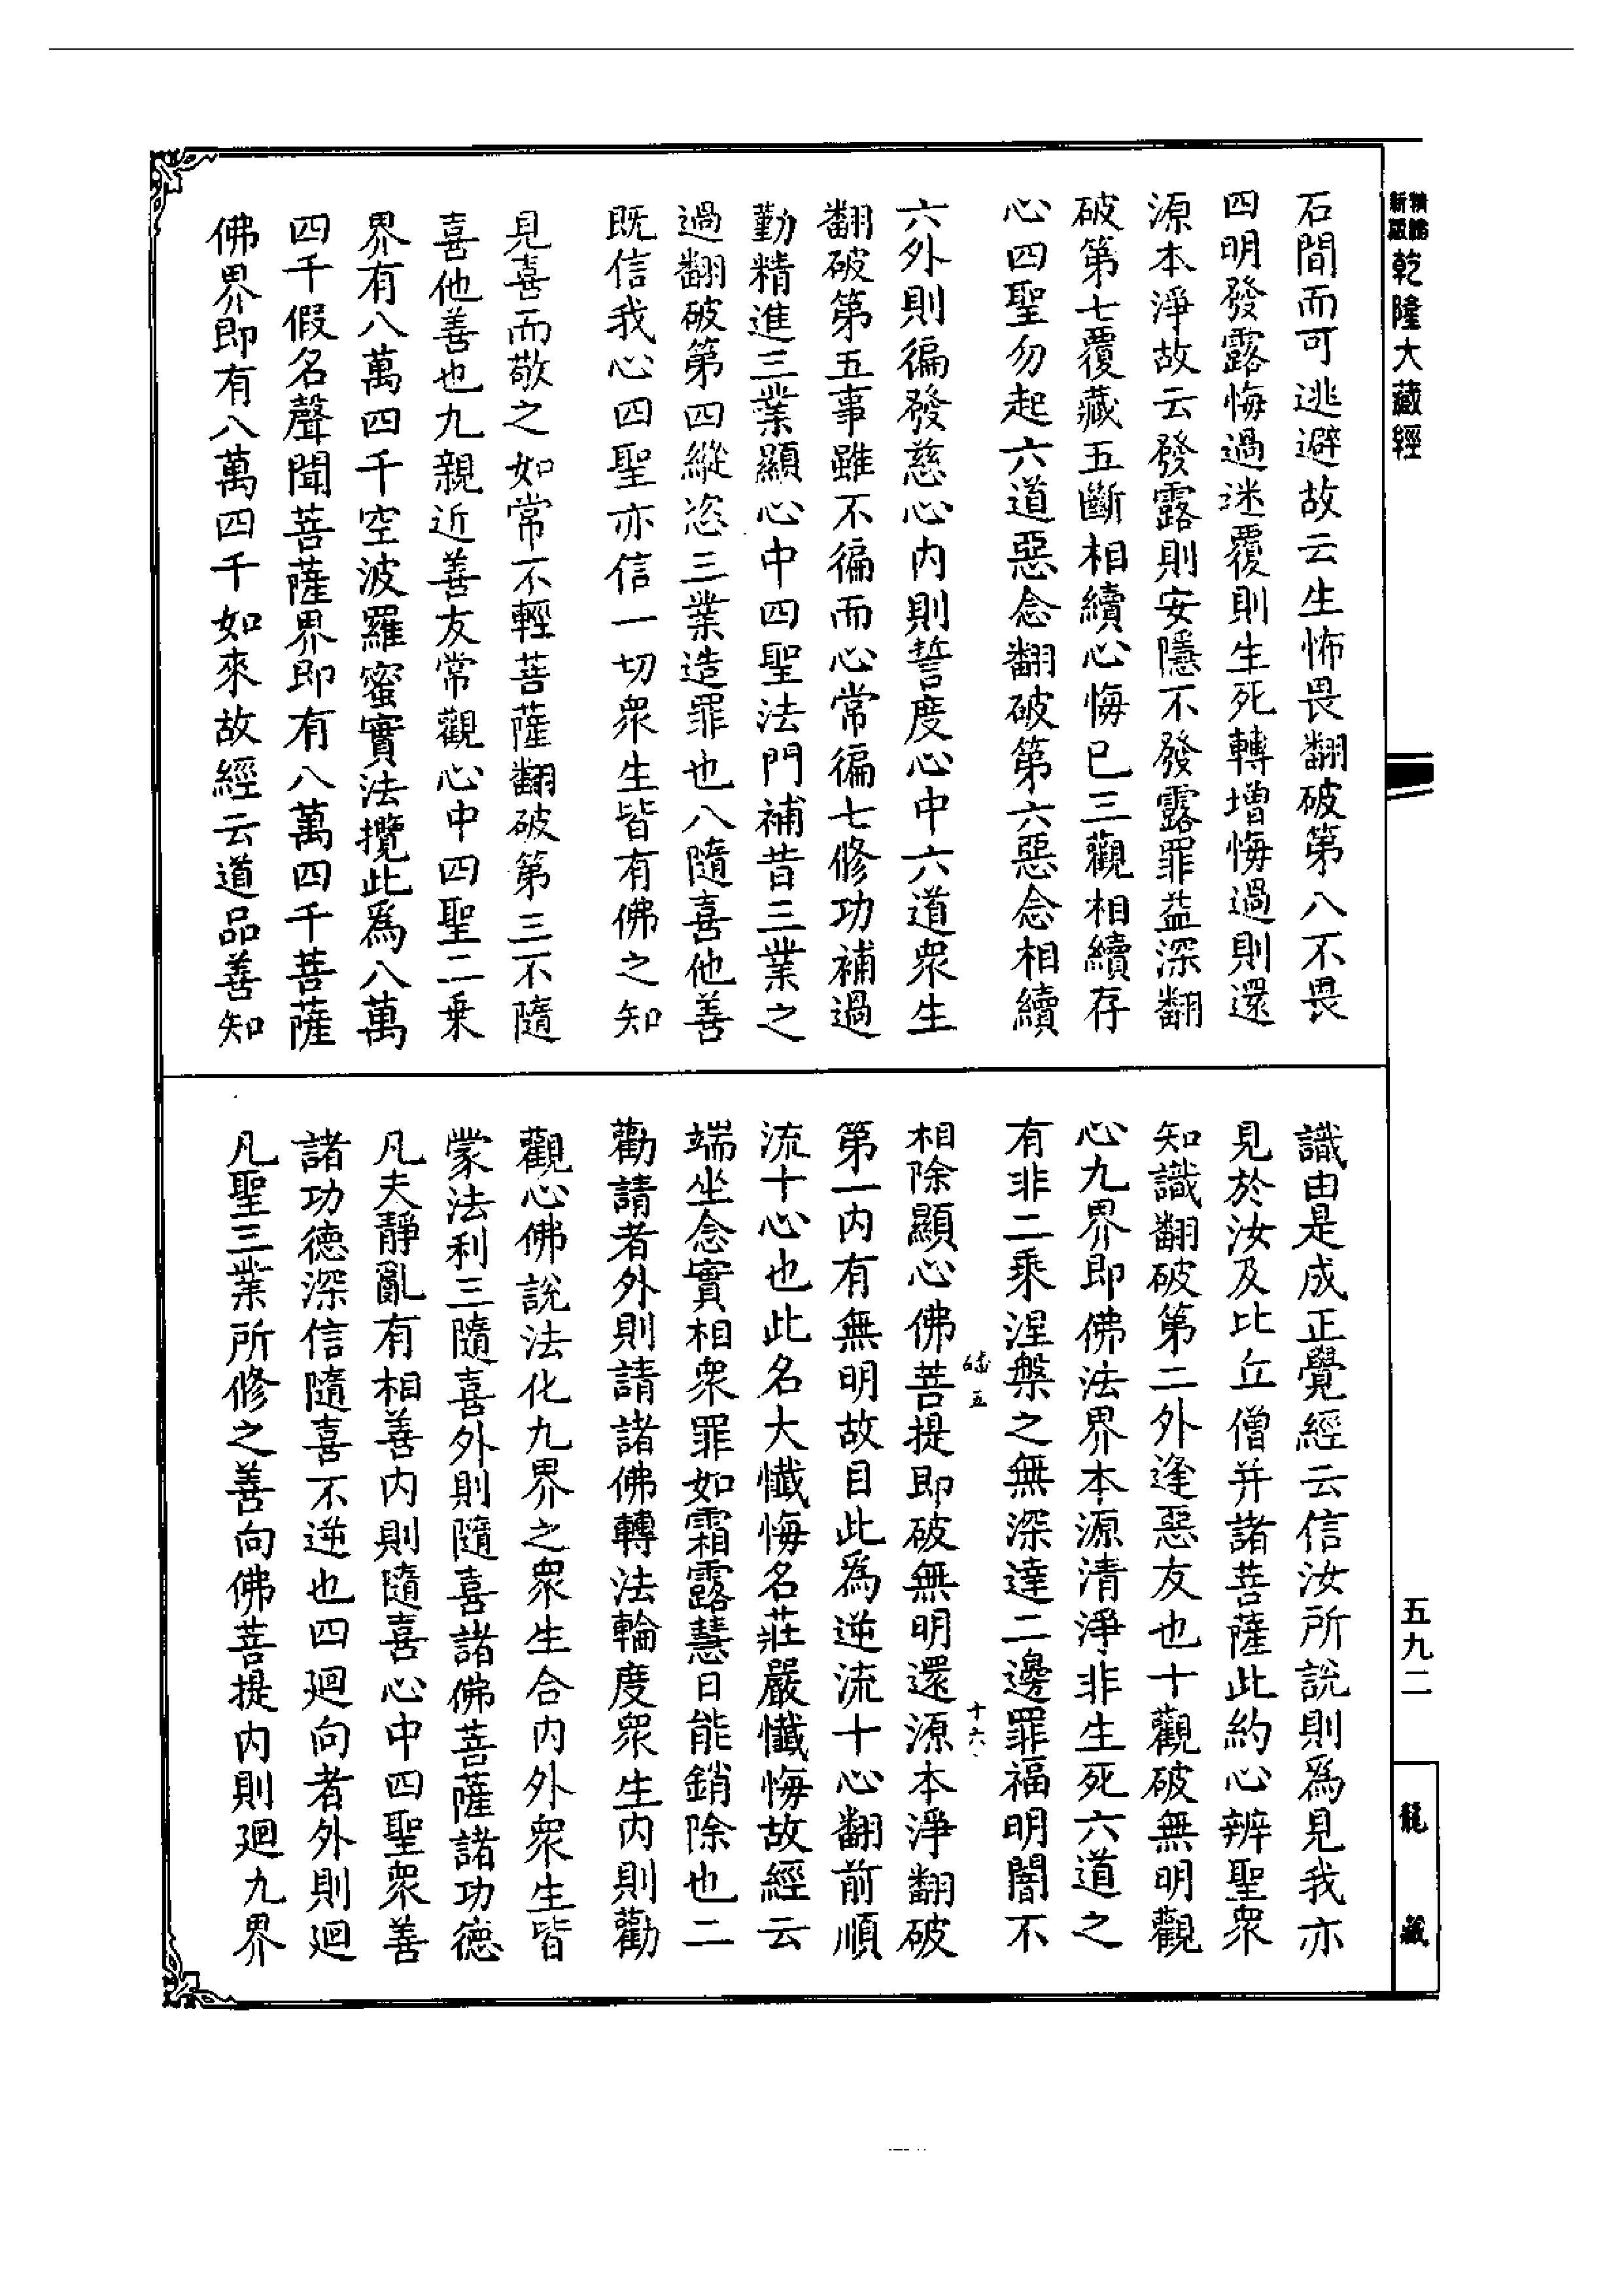 新版
精語
乾隆大藏經
石間而可逃避故云生怖畏翻破第八不畏
四明發露悔過迷覆則生死轉增悔過則還
源本淨故云發露則安隱不發露罪益深翻
破第七覆藏五斷相續心悔已三觀相續存
心四聖勿起六道惡念翻破第六惡念相續
六外則徧發慈心内則誓度心中六道衆生
翻破第五事雖不徧而心常徧七修功補過
勤精進三業顯心中四聖法門補昔三業之
過翻破第四縱恣三業造罪也八隨喜他善
既信我心四聖亦信一切衆生皆有佛之知
見喜而敬之如常不輕菩薩翻破第三不隨
喜他善也九親近善友常觀心中四聖二乗
界有八萬四千空波羅蜜實法攬此爲八萬
四千假名聲聞菩薩界即有八萬四千菩薩
佛界即有八萬四千如來故經云道品善知
識由是成正覺經云信汝所說則爲見我亦
見於汝及比丘僧并諸菩薩此約心辨聖衆
知識翻破第二外逢惡友也十觀破無明觀
心九界即佛法界本源清淨非生死六道之
有非二乘涅槃之無深達二邊罪福明闇不
相除顯心佛菩提即破無明還源本淨翻破
第一内有無明故目此爲逆流十心翻前順
流十心也此名大懺悔名莊嚴懺悔故經云
端坐念實相衆罪如霜露慧日能銷除也二
勸請者外則請諸佛轉法輪度衆生内則勸
觀心佛說法化九界之衆生合内外衆生皆
蒙法利三隨喜外則隨喜諸佛菩薩諸功德
凡夫靜亂有相善内則隨喜心中四聖衆善
諸功德深信隨喜不逆也四廻向者外則廻
凡聖三業所修之善向佛菩提内則廻九界
五
十六
五九二
龍藏